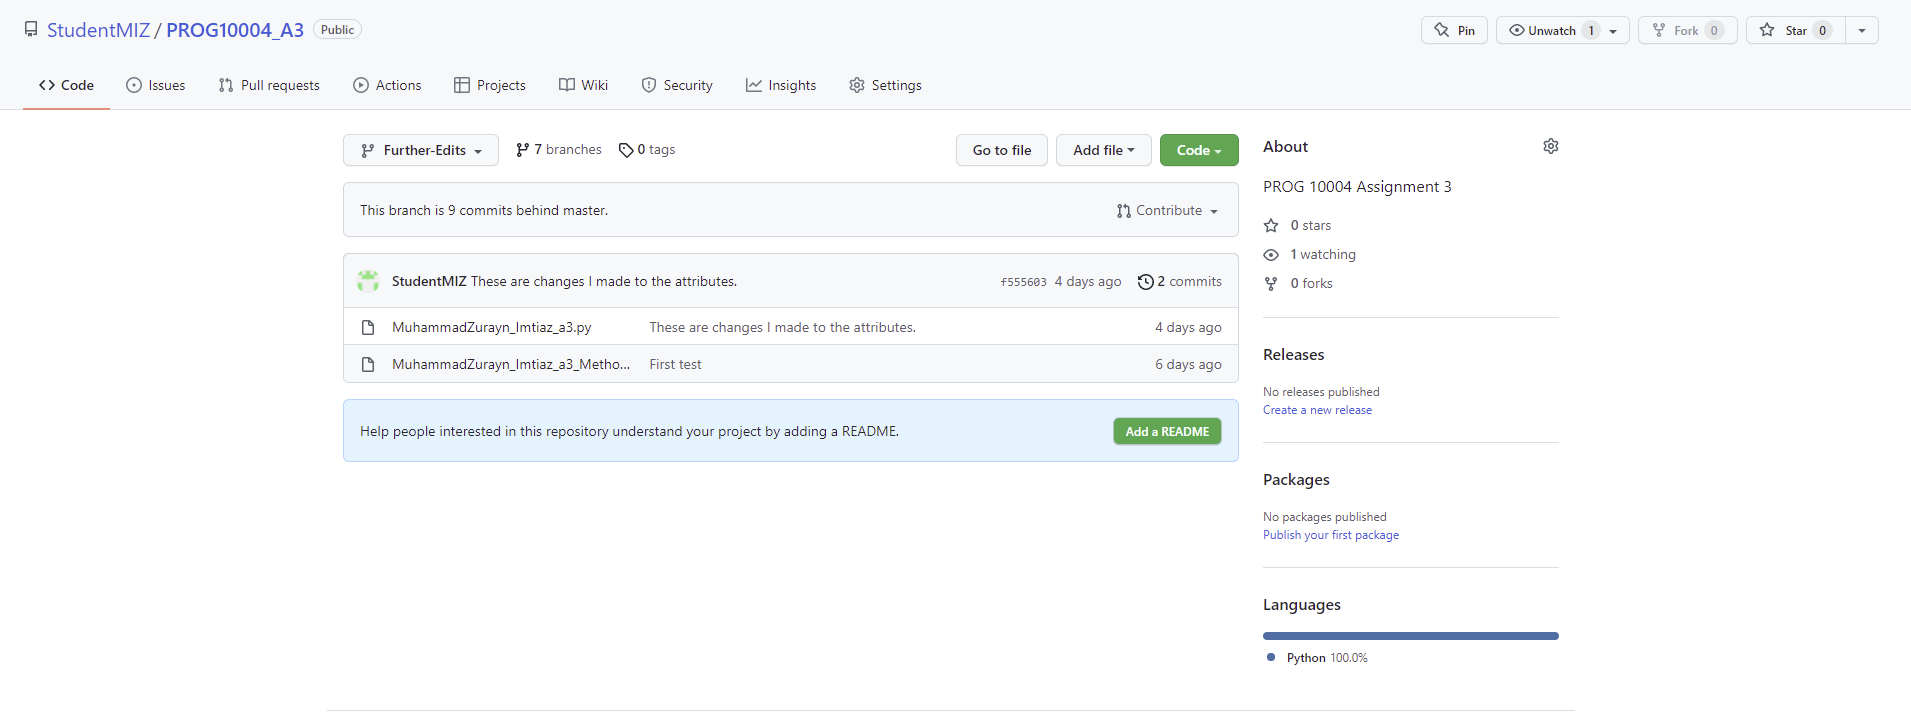 StudentMIZ / PROG10004_A3 Public Pin Unwatch 1 Fork 0 Star 0
Code Issues Pull requests Actions Projects Wiki Security Insights Settings
Further-Edits 7 branches 0 tags Go to file Add file Code
This branch is 9 commits behind master. Contribute
StudentMIZ These are changes I made to the attributes. f555603 4 days ago 2 commits
MuhammadZurayn_Imtiaz_a3.py These are changes I made to the attributes. 4 days ago
MuhammadZurayn_Imtiaz_a3_Metho... First test 6 days ago
Help people interested in this repository understand your project by adding a README. Add a README
About
PROG 10004 Assignment 3
0 stars
1 watching
0 forks
Releases
No releases published
Create a new release
Packages
No packages published
Publish your first package
Languages
Python 100.0%